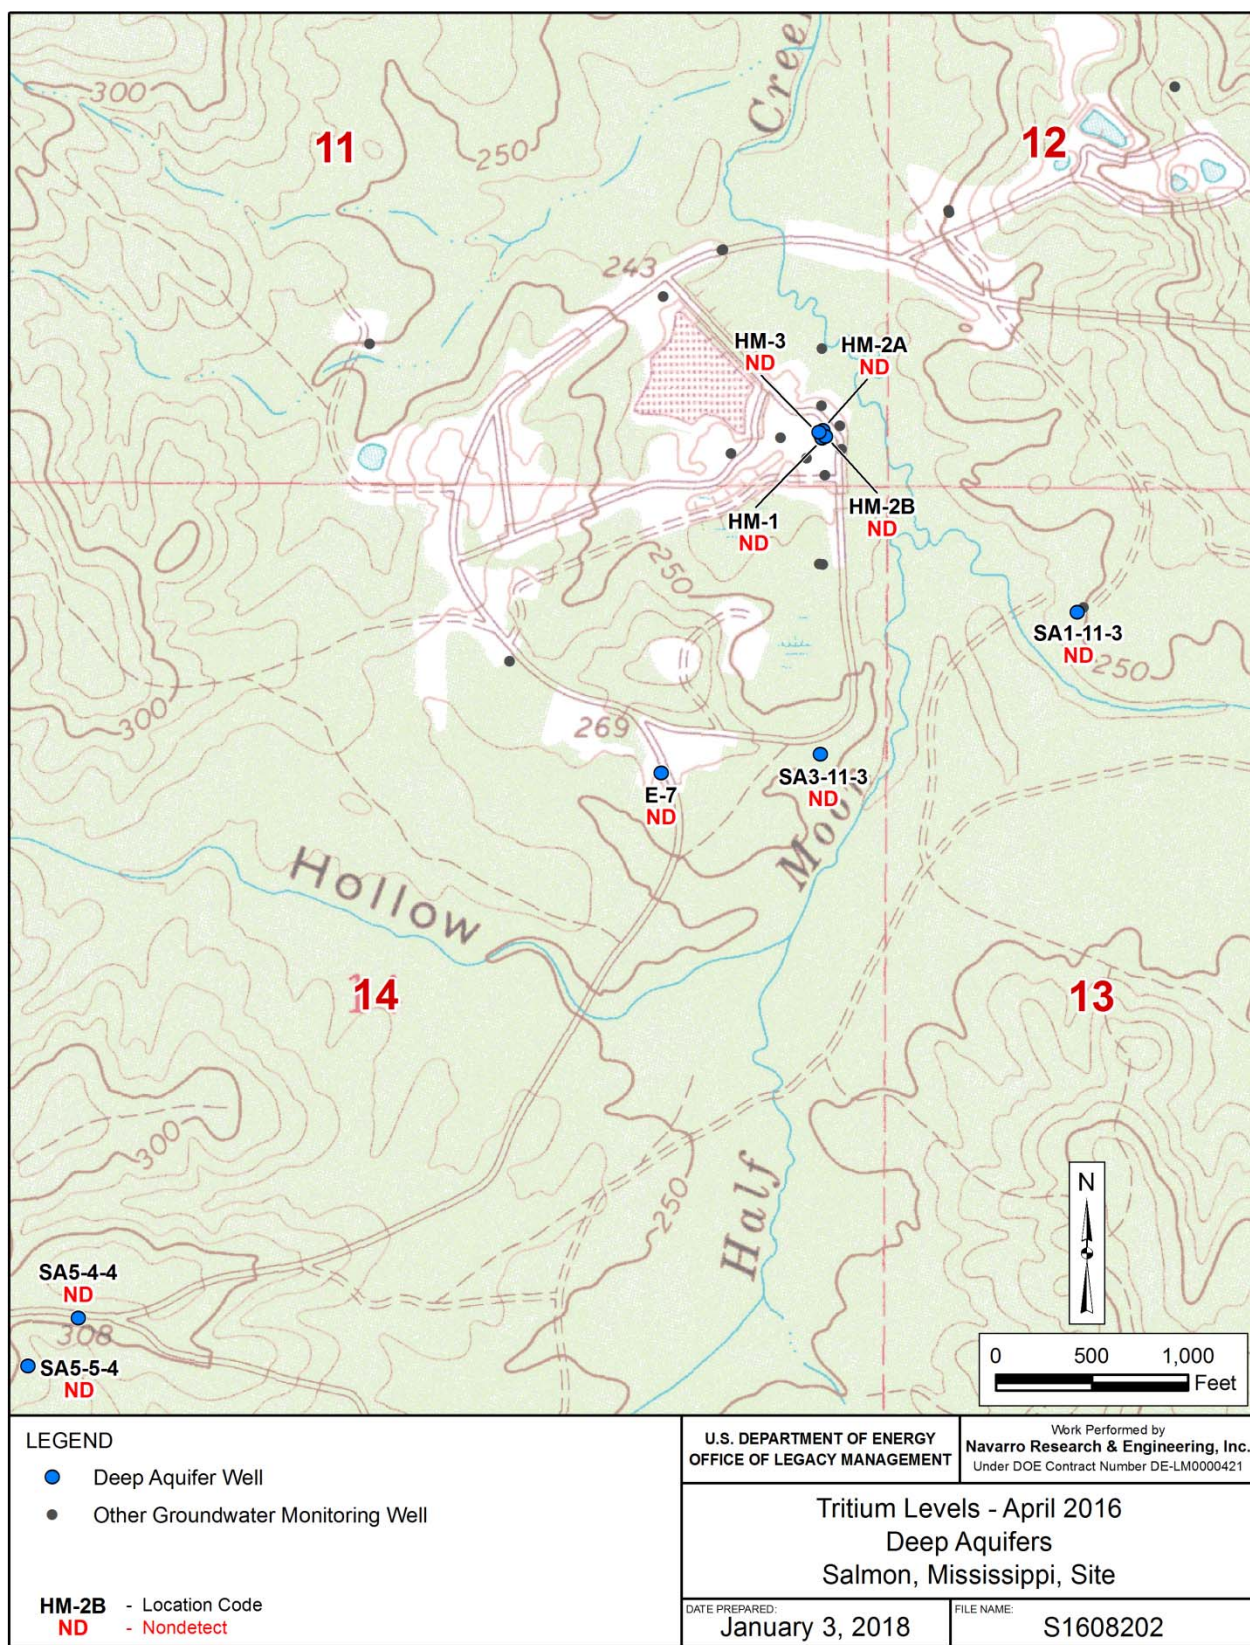 Creek
300
11
250
12
243
HM-3
ND
HM-2A
ND
HM-1
ND
HM-2B
ND
250
SA1-11-3
ND
250
300
269
E-7
ND
SA3-11-3
ND
Moon
Hollow
14
13
300
250
Half
N
SA5-4-4
ND
308
SA5-5-4
ND
0 500 1,000
Feet
LEGEND
Deep Aquifer Well
Other Groundwater Monitoring Well
HM-2B - Location Code
ND - Nondetect
U.S. DEPARTMENT OF ENERGY
OFFICE OF LEGACY MANAGEMENT
Work Performed by
Navarro Research & Engineering, Inc.
Under DOE Contract Number DE-LM0000421
Tritium Levels - April 2016
Deep Aquifers
Salmon, Mississippi, Site
DATE PREPARED:
January 3, 2018
FILE NAME:
S1608202